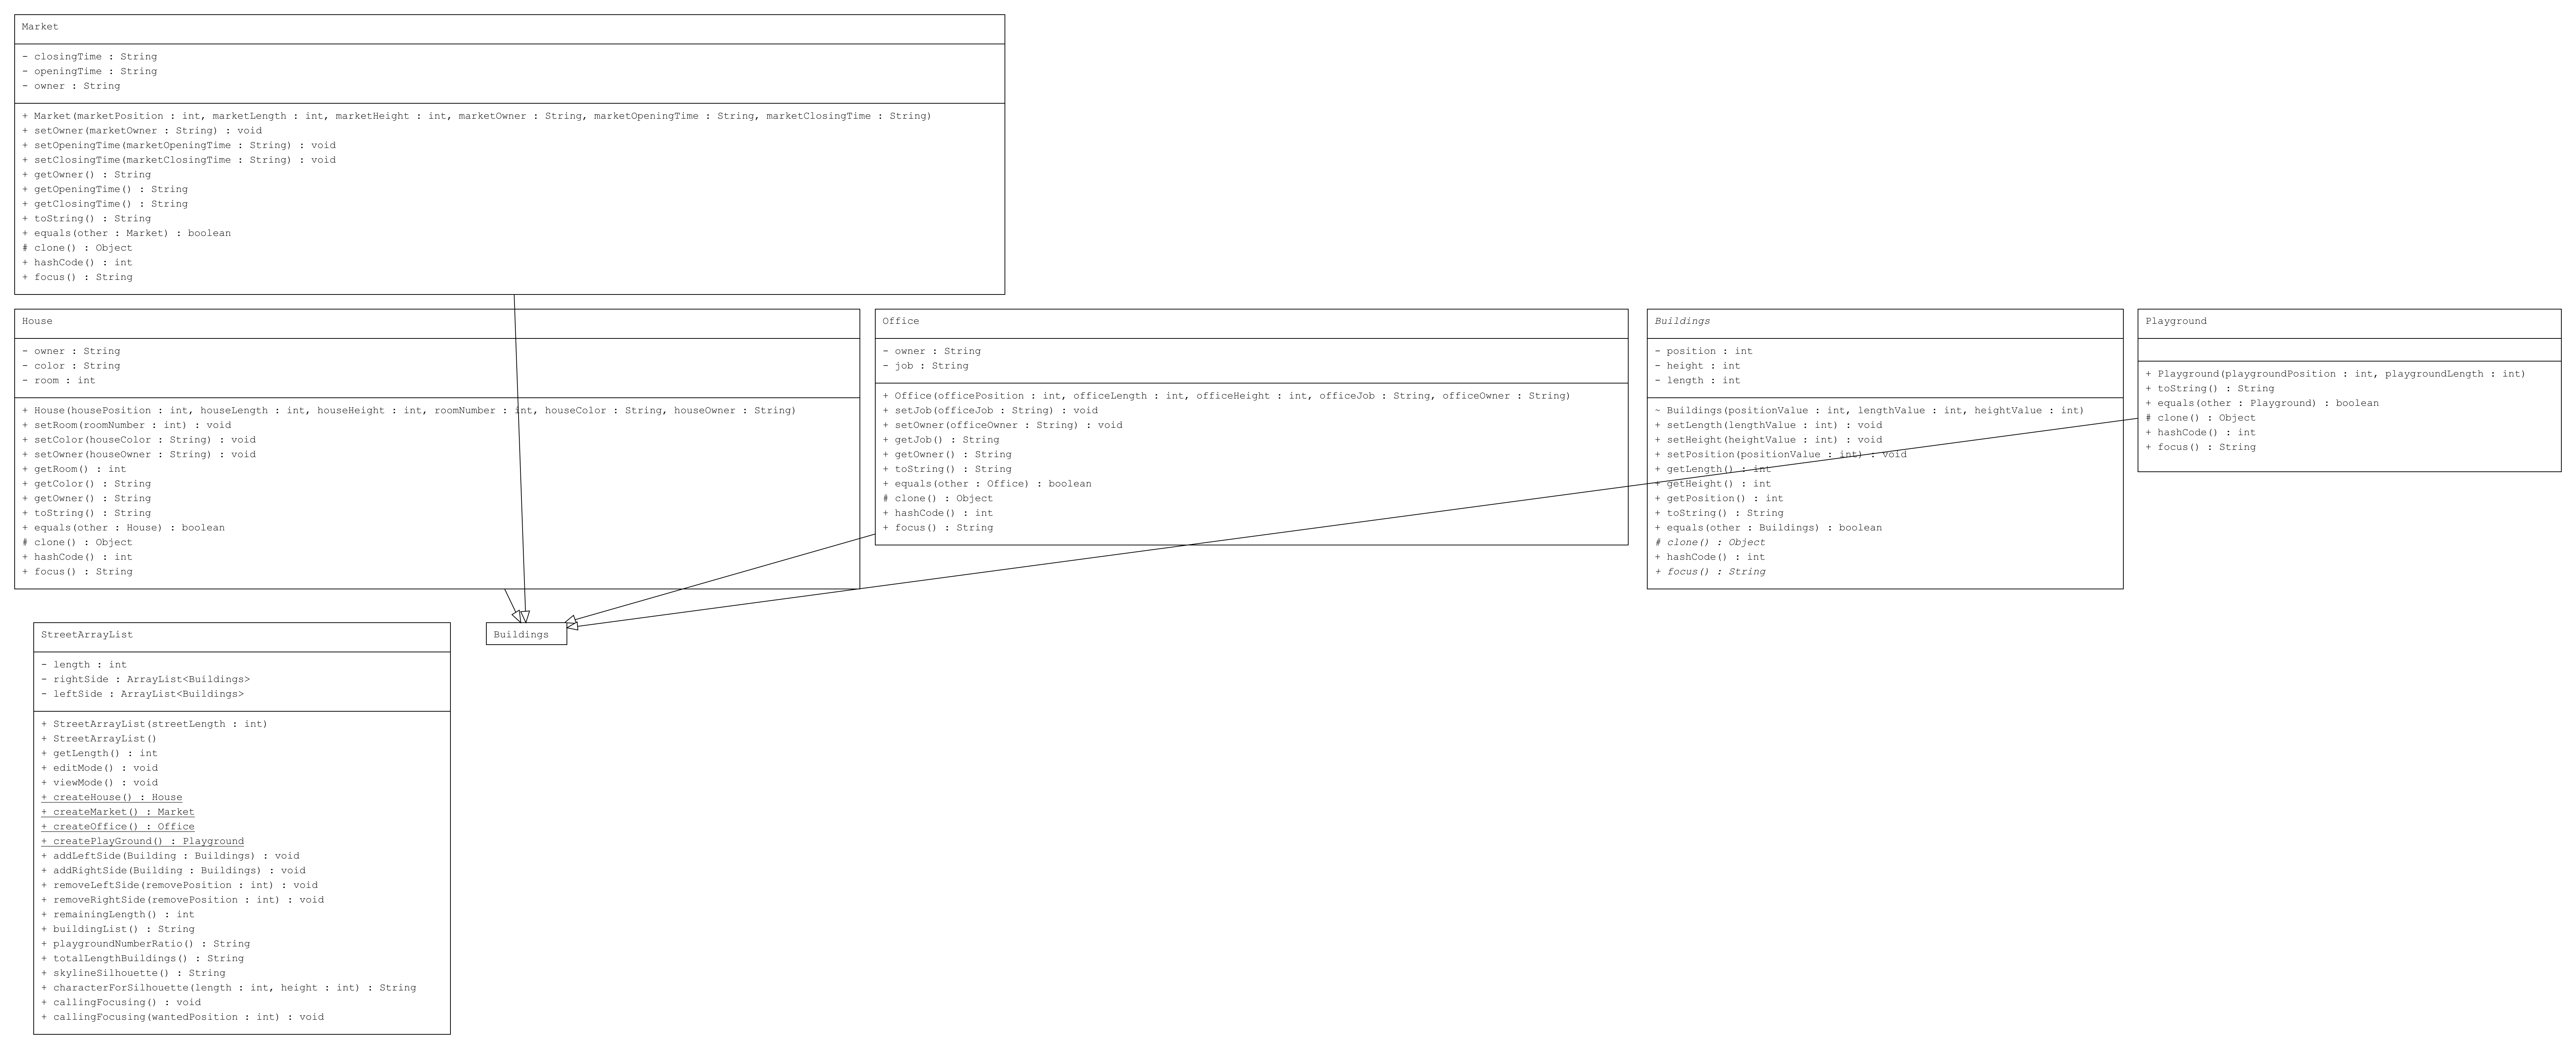 Market
- closingTime : String
- openingTime : String
- owner : String
+ Market(marketPosition : int, marketLength : int, marketHeight : int, marketOwner : String, marketOpeningTime : String, marketClosingTime : String)
+ setOwner(marketOwner : String) : void
+ setOpeningTime(marketOpeningTime : String) : void
+ setClosingTime(marketClosingTime : String) : void
+ getOwner() : String
+ getOpeningTime() : String
+ getClosingTime() : String
+ toString() : String
+ equals(other : Market) : boolean
# clone() : Object
+ hashCode() : int
+ focus() : String
House
- owner : String
- color : String
- room : int
+ House(housePosition : int, houseLength : int, houseHeight : int, roomNumber : int, houseColor : String, houseOwner : String)
+ setRoom(roomNumber : int) : void
+ setColor(houseColor : String) : void
+ setOwner(houseOwner : String) : void
+ getRoom() : int
+ getColor() : String
+ getOwner() : String
+ toString() : String
+ equals(other : House) : boolean
# clone() : Object
+ hashCode() : int
+ focus() : String
Office
- owner : String
- job : String
+ Office(officePosition : int, officeLength : int, officeHeight : int, officeJob : String, officeOwner : String)
+ setJob(officeJob : String) : void
+ setOwner(officeOwner : String) : void
+ getJob() : String
+ getOwner() : String
+ toString() : String
+ equals(other : Office) : boolean
# clone() : Object
+ hashCode() : int
+ focus() : String
Buildings
- position : int
- height : int
- length : int
~ Buildings(positionValue : int, lengthValue : int, heightValue : int)
+ setLength(lengthValue : int) : void
+ setHeight(heightValue : int) : void
+ setPosition(positionValue : int) : void
+ getLength() : int
+ getHeight() : int
+ getPosition() : int
+ toString() : String
+ equals(other : Buildings) : boolean
# clone() : Object
+ hashCode() : int
+ focus() : String
Playground
+ Playground(playgroundPosition : int, playgroundLength : int)
+ toString() : String
+ equals(other : Playground) : boolean
# clone() : Object
+ hashCode() : int
+ focus() : String
StreetArrayList
- length : int
- rightSide : ArrayList<Buildings>
- leftSide : ArrayList<Buildings>
+ StreetArrayList(streetLength : int)
+ StreetArrayList()
+ getLength() : int
+ editMode() : void
+ viewMode() : void
+ createHouse() : House
+ createMarket() : Market
+ createOffice() : Office
+ createPlayGround() : Playground
+ addLeftSide(Building : Buildings) : void
+ addRightSide(Building : Buildings) : void
+ removeLeftSide(removePosition : int) : void
+ removeRightSide(removePosition : int) : void
+ remainingLength() : int
+ buildingList() : String
+ playgroundNumberRatio() : String
+ totalLengthBuildings() : String
+ skylineSilhouette() : String
+ characterForSilhouette(length : int, height : int) : String
+ callingFocusing() : void
+ callingFocusing(wantedPosition : int) : void
Buildings